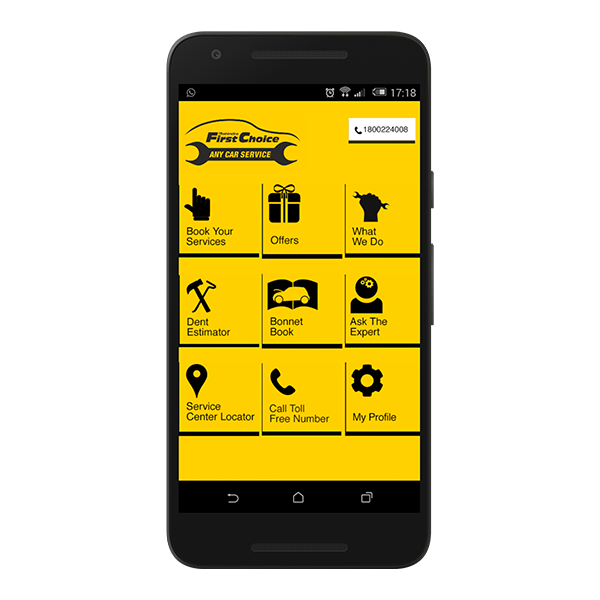 17:18
Mahindra
First Choice
ANY CAR SERVICE
1800224008
Book Your
Services
Offers
What
We Do
Dent
Estimator
Bonnet
Book
Ask The
Expert
Service
Center Locator
Call Toll
Free Number
My Profile